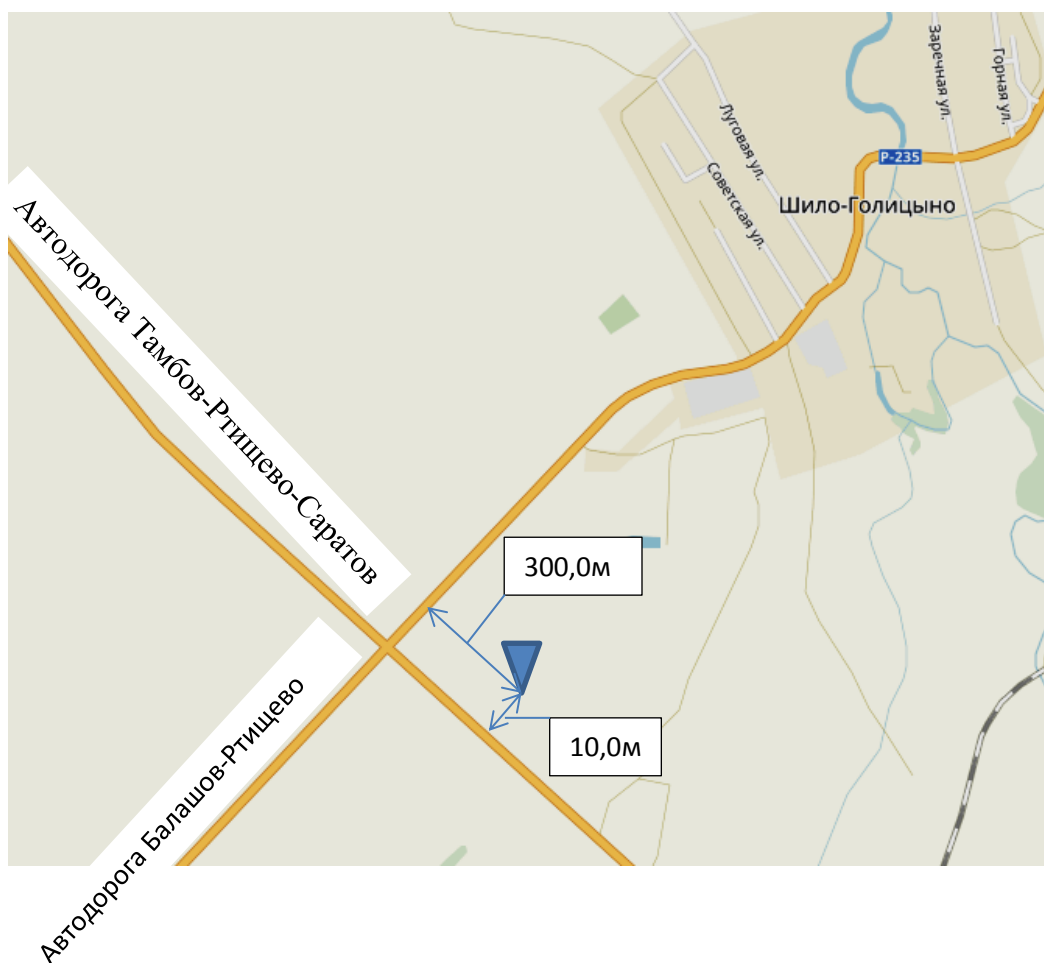 Заречная ул.
Горная ул.
Луговая ул.
Р-235
Советская ул.
Шило-Голицыно
Автодорога Тамбов-Ртищево-Саратов
300,0м
10,0м
Автодорога Балашов-Ртищево